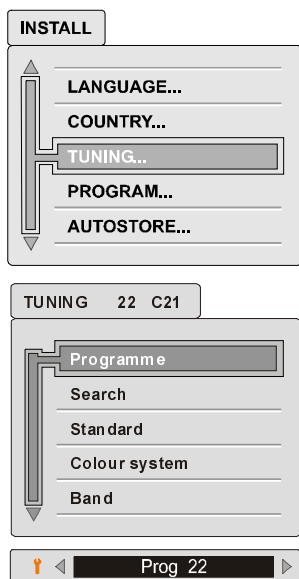 INSTALL
LANGUAGE...
COUNTRY...
TUNING...
PROGRAM...
AUTOSTORE...
TUNING 22 C21
Programme
Search
Standard
Colour system
Band
Prog 22